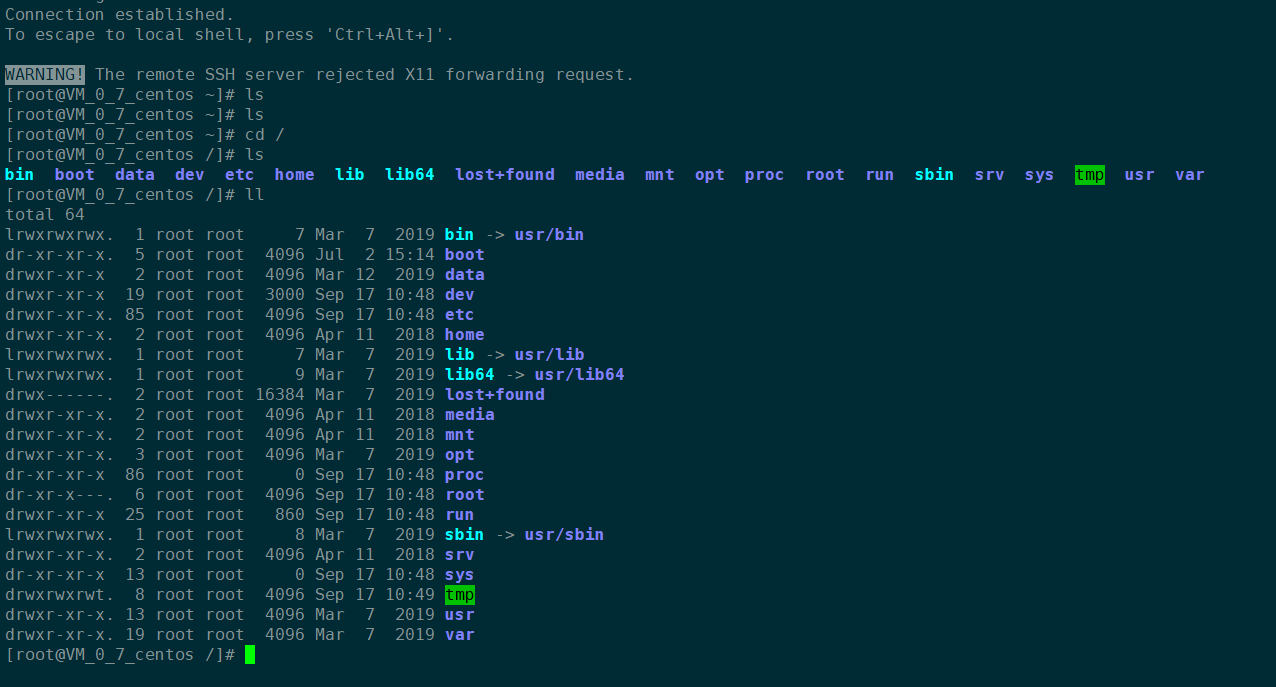 Connection established.
To escape to local shell, press 'Ctrl+Alt+]'.
WARNING! The remote SSH server rejected X11 forwarding request.
[root@VM_0_7_centos ~]# ls
[root@VM_0_7_centos ~]# ls
[root@VM_0_7_centos ~]# cd /
[root@VM_0_7_centos /]# ls
bin  boot  data  dev  etc  home  lib  lib64  lost+found  media  mnt  opt  proc  root  run  sbin  srv  sys  tmp  usr  var
[root@VM_0_7_centos /]# ll
total 64
lrwxrwxrwx.  1 root root     7 Mar  7  2019 bin -> usr/bin
dr-xr-xr-x.  5 root root  4096 Jul  2 15:14 boot
drwxr-xr-x   2 root root  4096 Mar 12  2019 data
drwxr-xr-x  19 root root  3000 Sep 17 10:48 dev
drwxr-xr-x. 85 root root  4096 Sep 17 10:48 etc
drwxr-xr-x.  2 root root  4096 Apr 11  2018 home
lrwxrwxrwx.  1 root root     7 Mar  7  2019 lib -> usr/lib
lrwxrwxrwx.  1 root root     9 Mar  7  2019 lib64 -> usr/lib64
drwx------.  2 root root 16384 Mar  7  2019 lost+found
drwxr-xr-x.  2 root root  4096 Apr 11  2018 media
drwxr-xr-x.  2 root root  4096 Apr 11  2018 mnt
drwxr-xr-x.  3 root root  4096 Mar  7  2019 opt
dr-xr-xr-x  86 root root     0 Sep 17 10:48 proc
dr-xr-x---.  6 root root  4096 Sep 17 10:48 root
drwxr-xr-x  25 root root   860 Sep 17 10:48 run
lrwxrwxrwx.  1 root root     8 Mar  7  2019 sbin -> usr/sbin
drwxr-xr-x.  2 root root  4096 Apr 11  2018 srv
dr-xr-xr-x  13 root root     0 Sep 17 10:48 sys
drwxrwxrwt.  8 root root  4096 Sep 17 10:49 tmp
drwxr-xr-x. 13 root root  4096 Mar  7  2019 usr
drwxr-xr-x. 19 root root  4096 Mar  7  2019 var
[root@VM_0_7_centos /]#